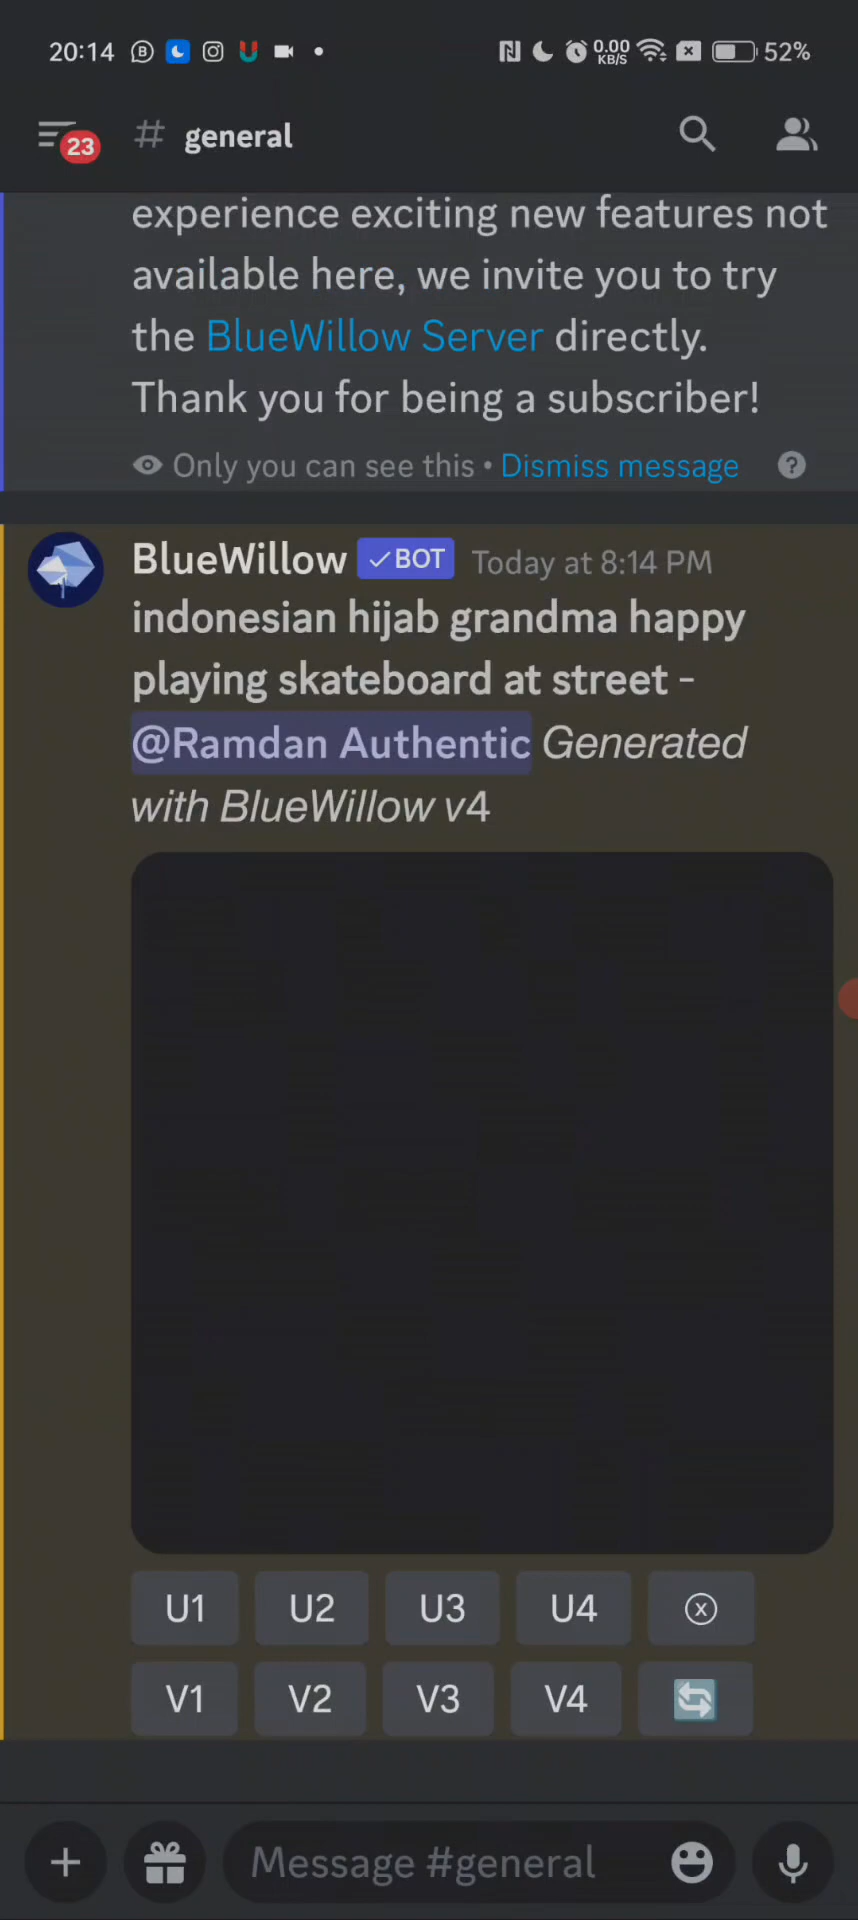 20:14 0.00 KB/S 52%
23 # general
experience exciting new features not
available here, we invite you to try
the BlueWillow Server directly.
Thank you for being a subscriber!
Only you can see this • Dismiss message
BlueWillow ✓BOT Today at 8:14 PM
indonesian hijab grandma happy
playing skateboard at street -
@Ramdan Authentic Generated
with BlueWillow v4
U1 U2 U3 U4
V1 V2 V3 V4
Message #general